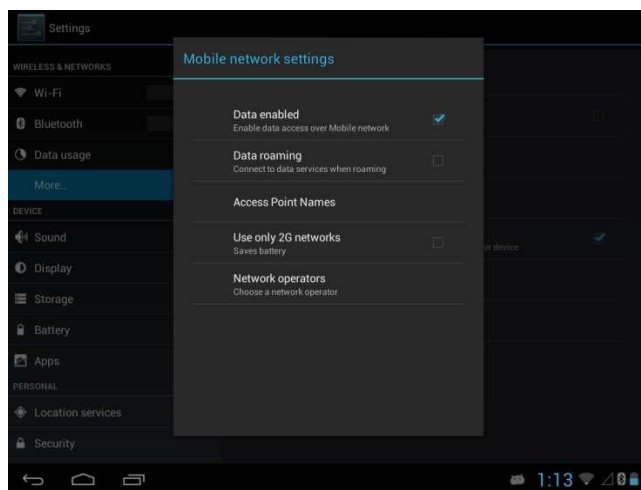 Settings
WIRELESS & NETWORKS
Wi-Fi
Bluetooth
Data usage
More...
DEVICE
Sound
Display
Storage
Battery
Apps
PERSONAL
Location services
Security
Mobile network settings
Data enabled
Enable data access over Mobile network
Data roaming
Connect to data services when roaming
Access Point Names
Use only 2G networks
Saves battery
Network operators
Choose a network operator
er device
1:13